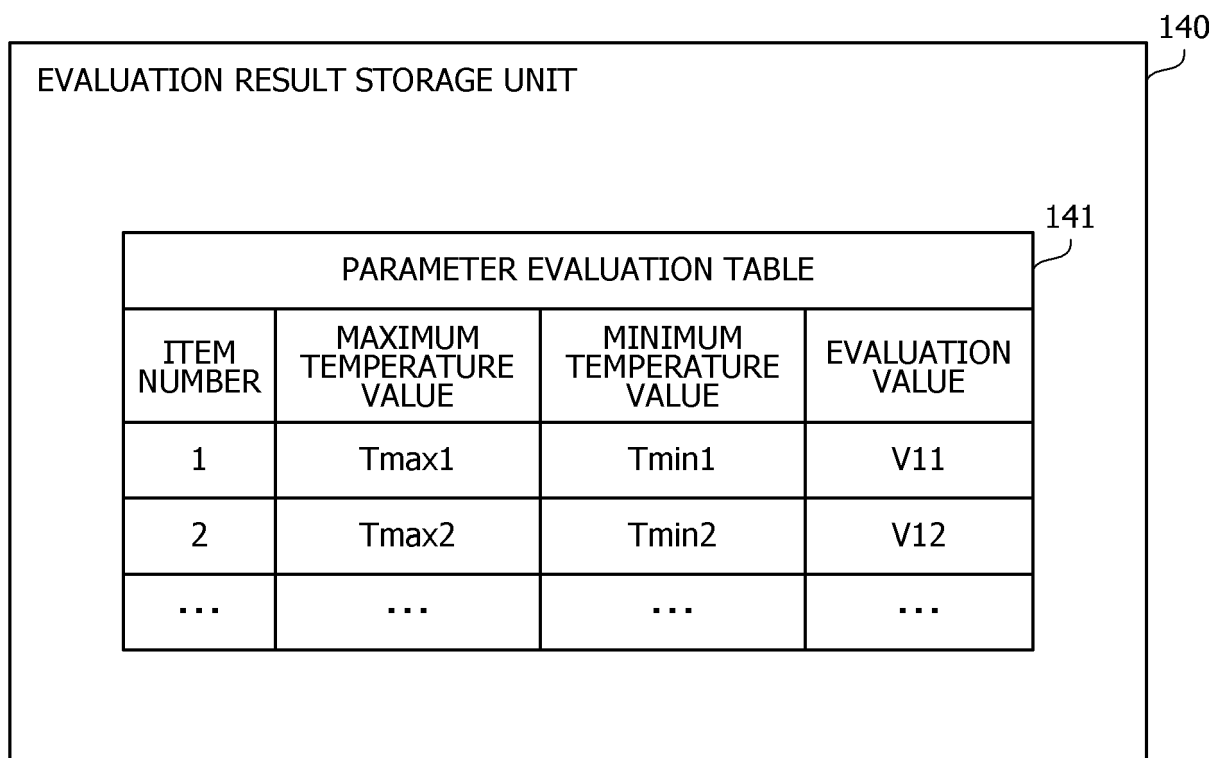 140
EVALUATION RESULT STORAGE UNIT
141
PARAMETER EVALUATION TABLE
ITEM
NUMBER
MAXIMUM
TEMPERATURE
VALUE
MINIMUM
TEMPERATURE
VALUE
EVALUATION
VALUE
1 Tmax1 Tmin1 V11
2 Tmax2 Tmin2 V12
... ... ... ...